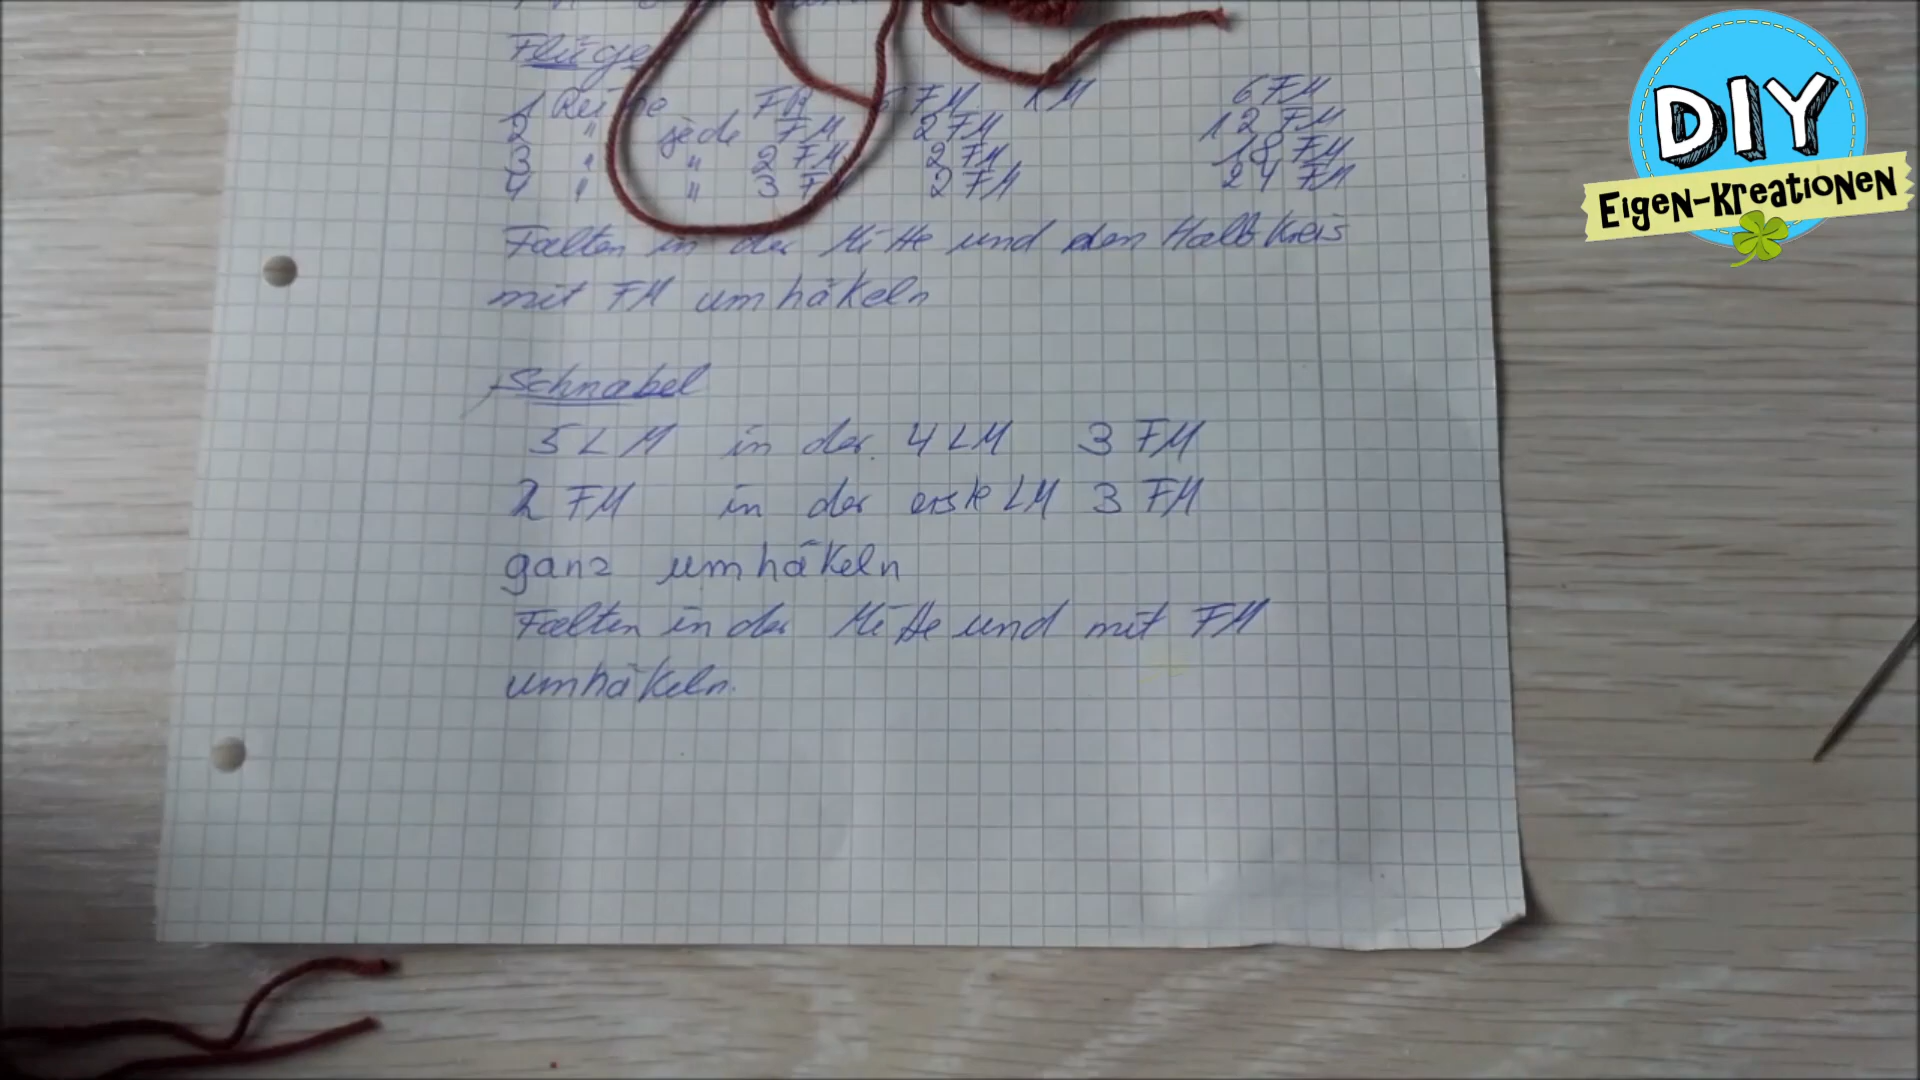 Flüge
1 Reihe FM 6 FM KM 6 FM
2 " jede FM 2 FM 12 FM
3 " " 2 FM 2 FM 18 FM
4 " " 3 FM 2 FM 24 FM
Falten in der Mitte und den Halbkreis
mit FM umhäkeln
Schnabel
5 LM in der 4 LM 3 FM
2 FM in der erste LM 3 FM
ganz umhäkeln
Falten in der Mitte und mit FM
umhäkeln.
DIY
Eigen-Kreationen